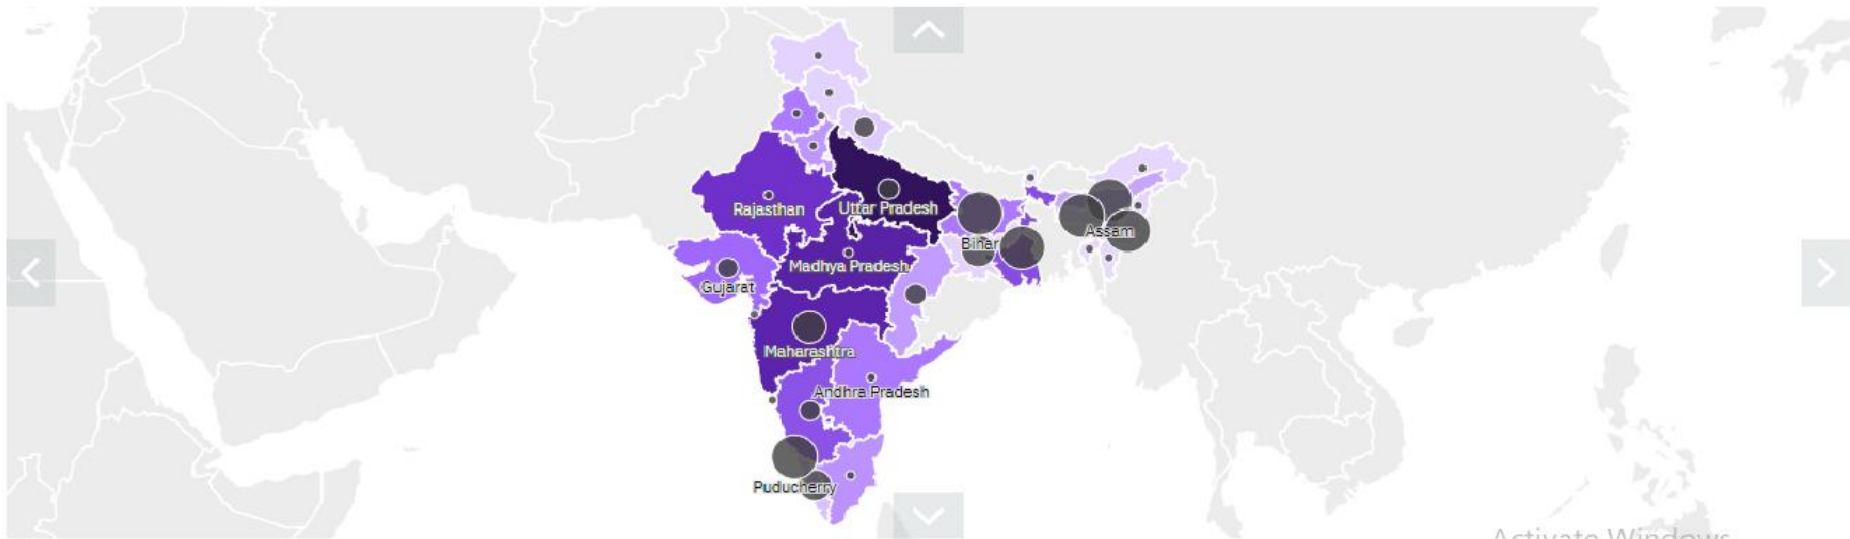 Rajasthan
Uttar Pradesh
Assam
Bihar
Madhya Pradesh
Gujarat
Maharashtra
Andhra Pradesh
Puducherry
Activate Windows